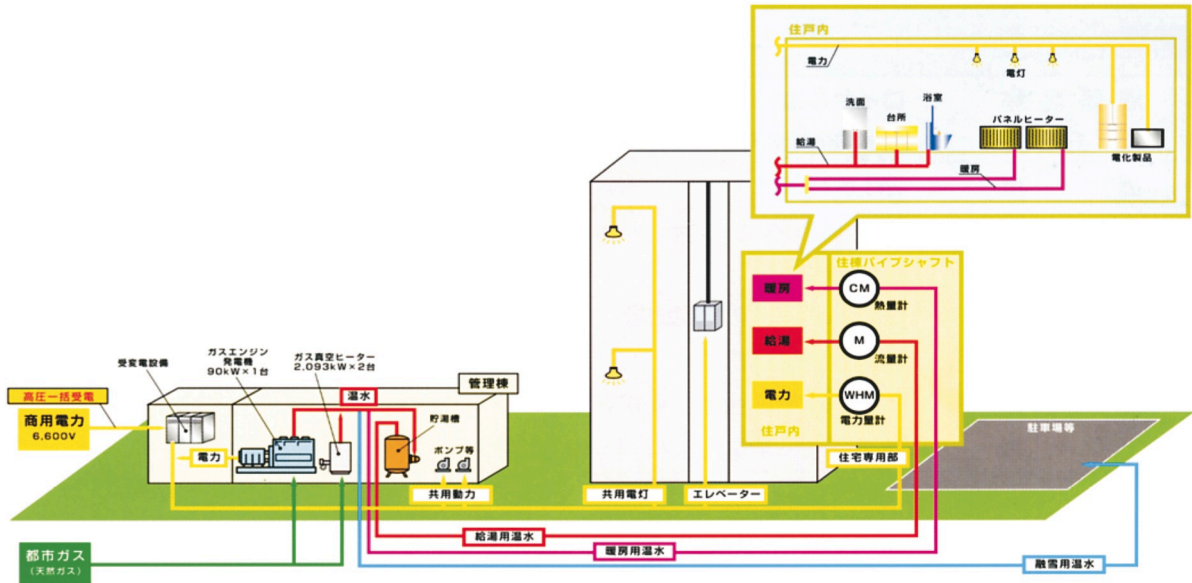 住戸内
電力
電灯
洗面
台所
浴室
パネルヒーター
給湯
電化製品
暖房
住棟パイプシャフト
暖房
CM
熱量計
給湯
M
流量計
電力
WHM
電力量計
住戸内
住宅専用部
駐車場等
受変電設備
ガスエンジン
発電機
90kW×1台
ガス真空ヒーター
2,093kW×2台
管理棟
高圧一括受電
商用電力
6,600V
温水
貯湯槽
ポンプ等
電力
共用動力
共用電灯
エレベーター
給湯用温水
暖房用温水
融雪用温水
都市ガス
(天然ガス)